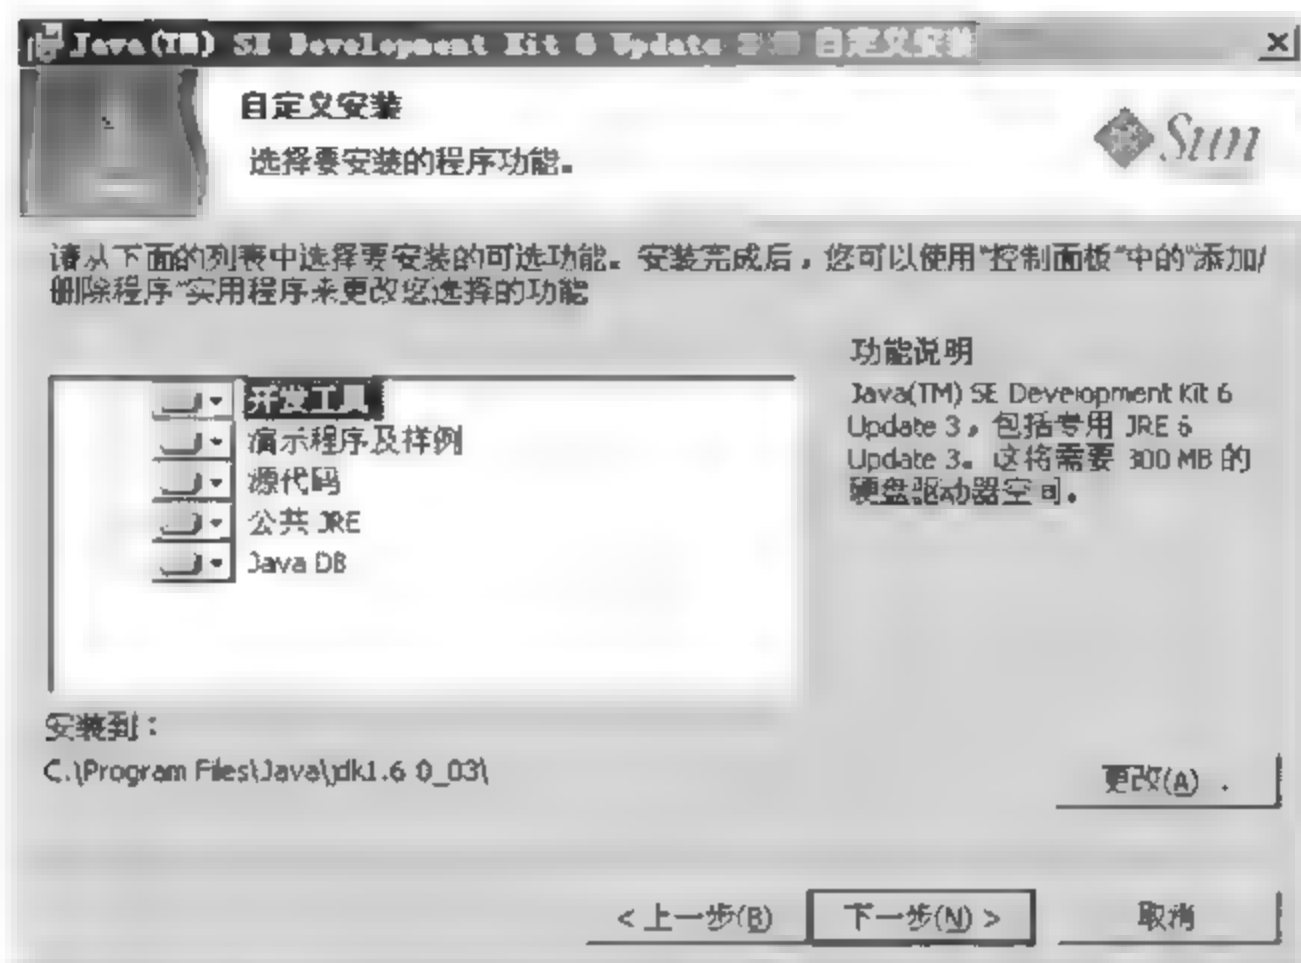 Java(TM) SE Development Kit 6 Update 自定义安装
自定义安装
选择要安装的程序功能。
Sun
请从下面的列表中选择要安装的可选功能。安装完成后，您可以使用"控制面板"中的"添加/
删除程序"实用程序来更改您选择的功能
开发工具
演示程序及样例
源代码
公共 JRE
Java DB
功能说明
Java(TM) SE Development Kit 6
Update 3，包括专用 JRE 6
Update 3。这将需要 300 MB 的
硬盘驱动器空间。
安装到：
C:\Program Files\Java\jdk1.6 0_03\
更改(A) .
< 上一步(B)
下一步(N) >
取消